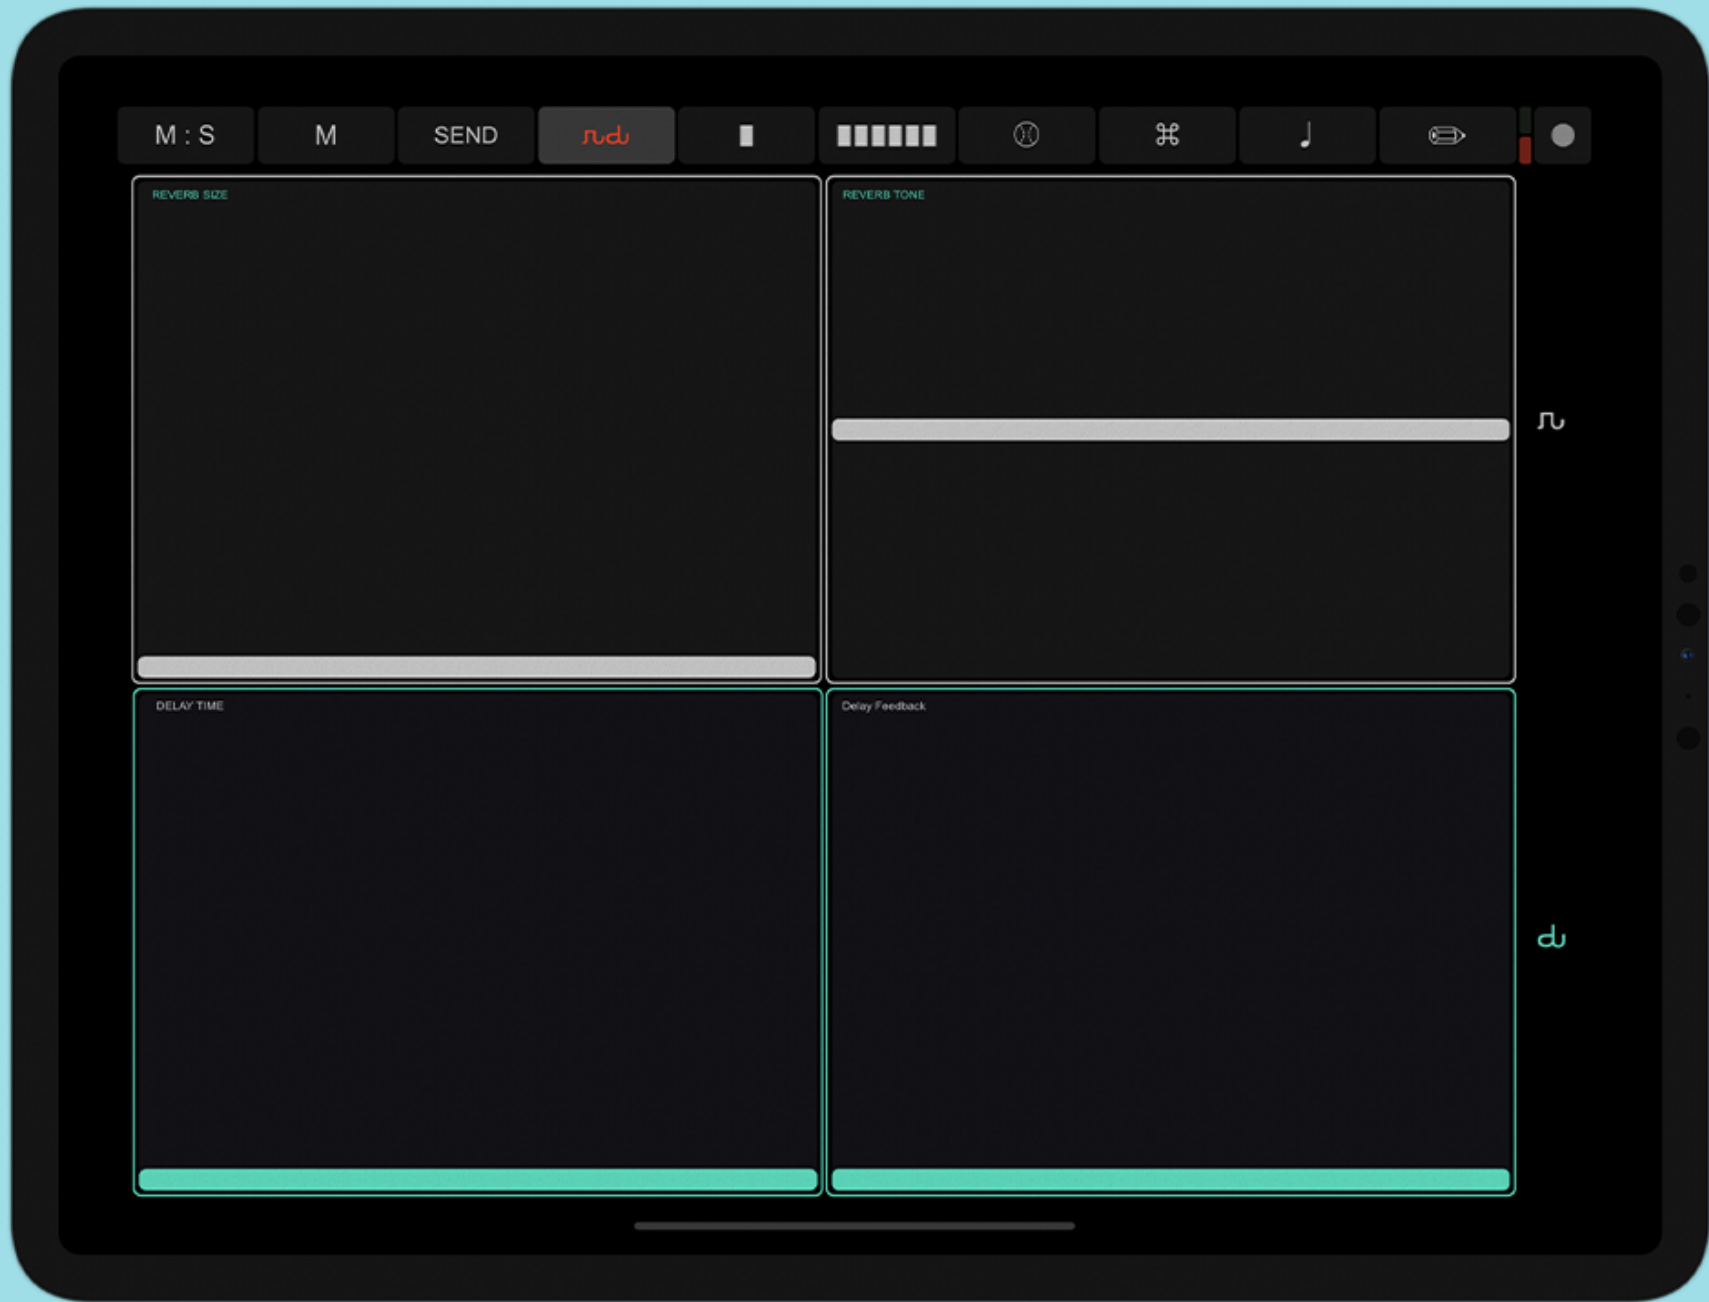 M : S
M
SEND
REVERB SIZE
REVERB TONE
DELAY TIME
Delay Feedback